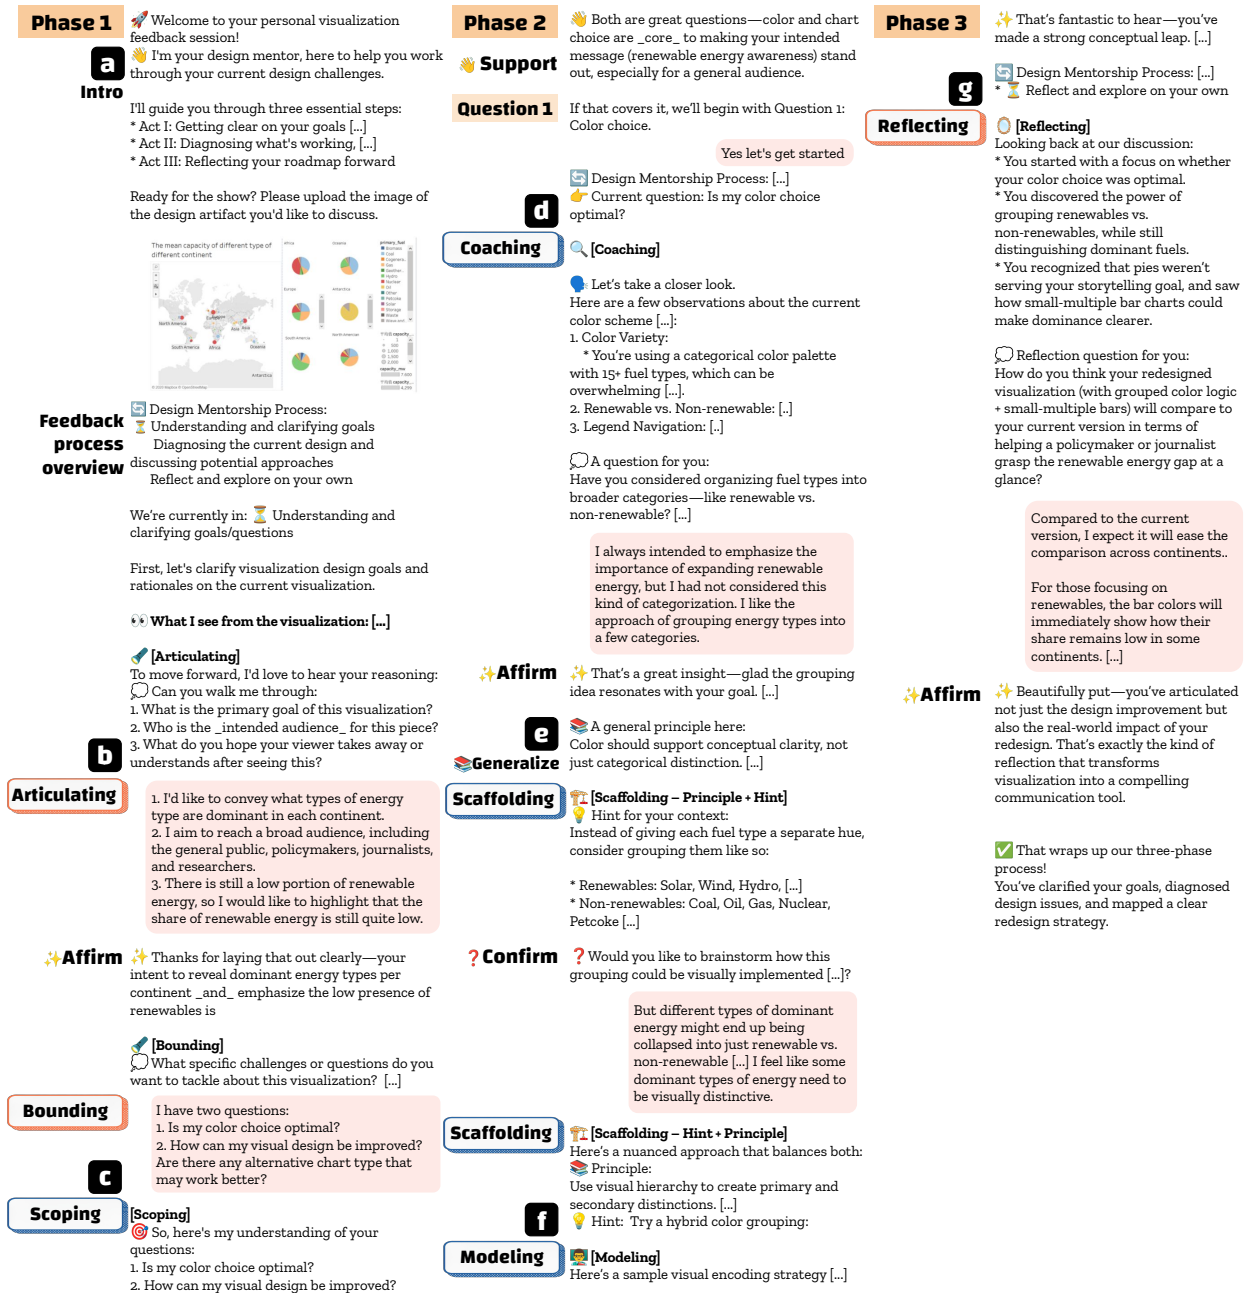 Phase 1
🚀 Welcome to your personal visualization
feedback session!
a
Intro
👋 I'm your design mentor, here to help you work
through your current design challenges.
I'll guide you through three essential steps:
* Act I: Getting clear on your goals [...]
* Act II: Diagnosing what's working, [...]
* Act III: Reflecting your roadmap forward
Ready for the show? Please upload the image of
the design artifact you'd like to discuss.
The mean capacity of different type of
different continent
North America
South America
Africa
Asia
Oceania
Antarctica
Africa
Oceania
Europe
Antarctica
South America
North America
primary_fuel
Biomass
Coal
Gas
Hydro
Nuclear
Oil
Other
Petcoke
Solar
Storage
Waste
capacity_mw
Feedback
process
overview
🔄 Design Mentorship Process:
⏳ Understanding and clarifying goals
Diagnosing the current design and
discussing potential approaches
Reflect and explore on your own
We're currently in: ⏳ Understanding and
clarifying goals/questions
First, let's clarify visualization design goals and
rationales on the current visualization.
👀 What I see from the visualization: [...]
[Articulating]
To move forward, I'd love to hear your reasoning:
💭 Can you walk me through:
1. What is the primary goal of this visualization?
2. Who is the _intended audience_ for this piece?
3. What do you hope your viewer takes away or
understands after seeing this?
b
Articulating
1. I'd like to convey what types of energy
type are dominant in each continent.
2. I aim to reach a broad audience, including
the general public, policymakers, journalists,
and researchers.
3. There is still a low portion of renewable
energy, so I would like to highlight that the
share of renewable energy is still quite low.
✨Affirm
✨ Thanks for laying that out clearly—your
intent to reveal dominant energy types per
continent _and_ emphasize the low presence of
renewables is
[Bounding]
💭 What specific challenges or questions do you
want to tackle about this visualization? [...]
Bounding
I have two questions:
1. Is my color choice optimal?
2. How can my visual design be improved?
Are there any alternative chart type that
may work better?
c
Scoping
[Scoping]
🎯 So, here's my understanding of your
questions:
1. Is my color choice optimal?
2. How can my visual design be improved?
Phase 2
👋 Support
👋 Both are great questions—color and chart
choice are _core_ to making your intended
message (renewable energy awareness) stand
out, especially for a general audience.
Question 1
If that covers it, we'll begin with Question 1:
Color choice.
Yes let's get started
🔄 Design Mentorship Process: [...]
👉 Current question: Is my color choice
optimal?
d
Coaching
🔍 [Coaching]
🗣️ Let's take a closer look.
Here are a few observations about the current
color scheme [...]:
1. Color Variety:
* You're using a categorical color palette
with 15+ fuel types, which can be
overwhelming [...].
2. Renewable vs. Non-renewable: [..]
3. Legend Navigation: [..]
💭 A question for you:
Have you considered organizing fuel types into
broader categories—like renewable vs.
non-renewable? [...]
I always intended to emphasize the
importance of expanding renewable
energy, but I had not considered this
kind of categorization. I like the
approach of grouping energy types into
a few categories.
✨Affirm
✨ That's a great insight—glad the grouping
idea resonates with your goal. [...]
e
📚Generalize
📚 A general principle here:
Color should support conceptual clarity, not
just categorical distinction. [...]
Scaffolding
🏗️ [Scaffolding – Principle + Hint]
💡 Hint for your context:
Instead of giving each fuel type a separate hue,
consider grouping them like so:
* Renewables: Solar, Wind, Hydro, [...]
* Non-renewables: Coal, Oil, Gas, Nuclear,
Petcoke [...]
❓Confirm
❓Would you like to brainstorm how this
grouping could be visually implemented [...]?
But different types of dominant
energy might end up being
collapsed into just renewable vs.
non-renewable [...] I feel like some
dominant types of energy need to
be visually distinctive.
Scaffolding
🏗️ [Scaffolding – Hint + Principle]
Here's a nuanced approach that balances both:
📚 Principle:
Use visual hierarchy to create primary and
secondary distinctions. [...]
💡 Hint: Try a hybrid color grouping:
f
Modeling
👨‍🏫 [Modeling]
Here's a sample visual encoding strategy [...]
Phase 3
✨ That's fantastic to hear—you've
made a strong conceptual leap. [...]
🔄 Design Mentorship Process: [...]
* ⏳ Reflect and explore on your own
g
Reflecting
🪞 [Reflecting]
Looking back at our discussion:
* You started with a focus on whether
your color choice was optimal.
* You discovered the power of
grouping renewables vs.
non-renewables, while still
distinguishing dominant fuels.
* You recognized that pies weren't
serving your storytelling goal, and saw
how small-multiple bar charts could
make dominance clearer.
💭 Reflection question for you:
How do you think your redesigned
visualization (with grouped color logic
+ small-multiple bars) will compare to
your current version in terms of
helping a policymaker or journalist
grasp the renewable energy gap at a
glance?
Compared to the current
version, I expect it will ease the
comparison across continents..
For those focusing on
renewables, the bar colors will
immediately show how their
share remains low in some
continents. [...]
✨Affirm
✨ Beautifully put—you've articulated
not just the design improvement but
also the real-world impact of your
redesign. That's exactly the kind of
reflection that transforms
visualization into a compelling
communication tool.
✅ That wraps up our three-phase
process!
You've clarified your goals, diagnosed
design issues, and mapped a clear
redesign strategy.